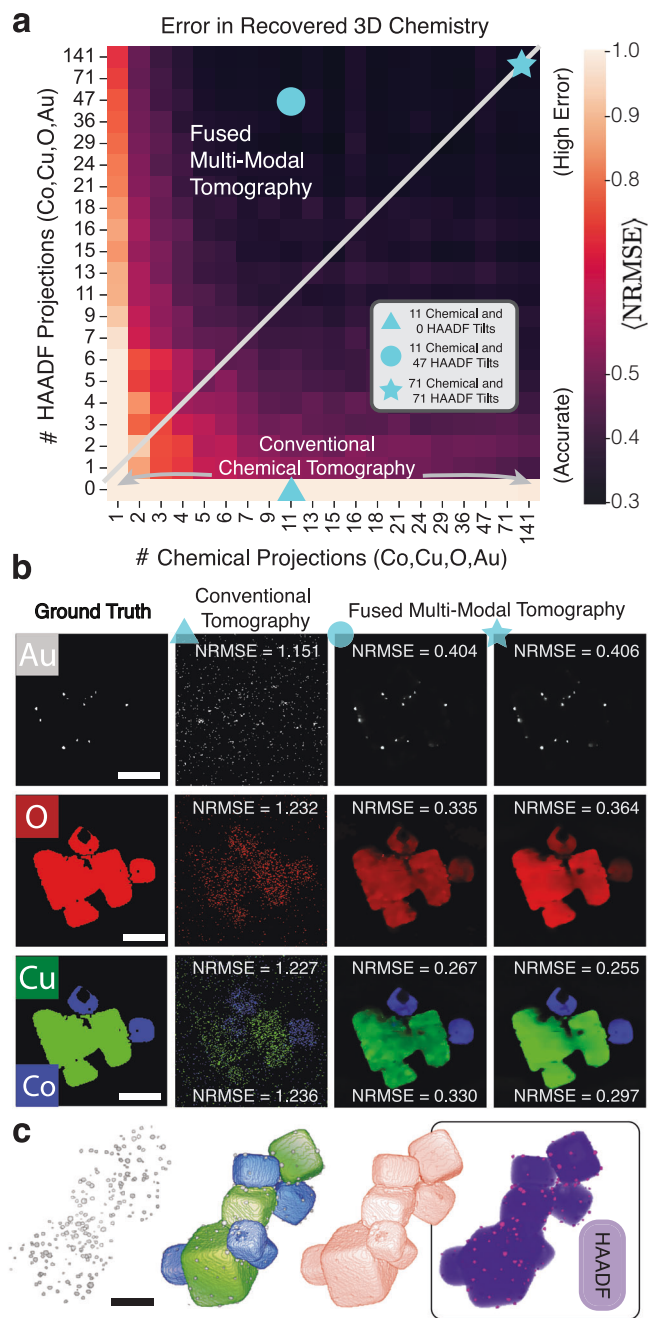 a
Error in Recovered 3D Chemistry
# HAADF Projections (Co,Cu,O,Au)
141
71
47
36
29
24
21
18
16
15
13
11
9
7
6
5
4
3
2
1
0
Fused
Multi-Modal
Tomography
11 Chemical and
0 HAADF Tilts
11 Chemical and
47 HAADF Tilts
71 Chemical and
71 HAADF Tilts
Conventional
Chemical Tomography
1
2
3
4
5
6
7
9
11
13
15
16
18
21
24
29
36
47
71
141
# Chemical Projections (Co,Cu,O,Au)
(High Error)
(Accurate)
1.0
0.9
0.8
0.5
0.4
0.3
⟨NRMSE⟩
b
Ground Truth
Conventional
Tomography
Fused Multi-Modal Tomography
Au
NRMSE = 1.151
NRMSE = 0.404
NRMSE = 0.406
O
NRMSE = 1.232
NRMSE = 0.335
NRMSE = 0.364
Cu
NRMSE = 1.227
NRMSE = 0.267
NRMSE = 0.255
Co
NRMSE = 1.236
NRMSE = 0.330
NRMSE = 0.297
c
HAADF